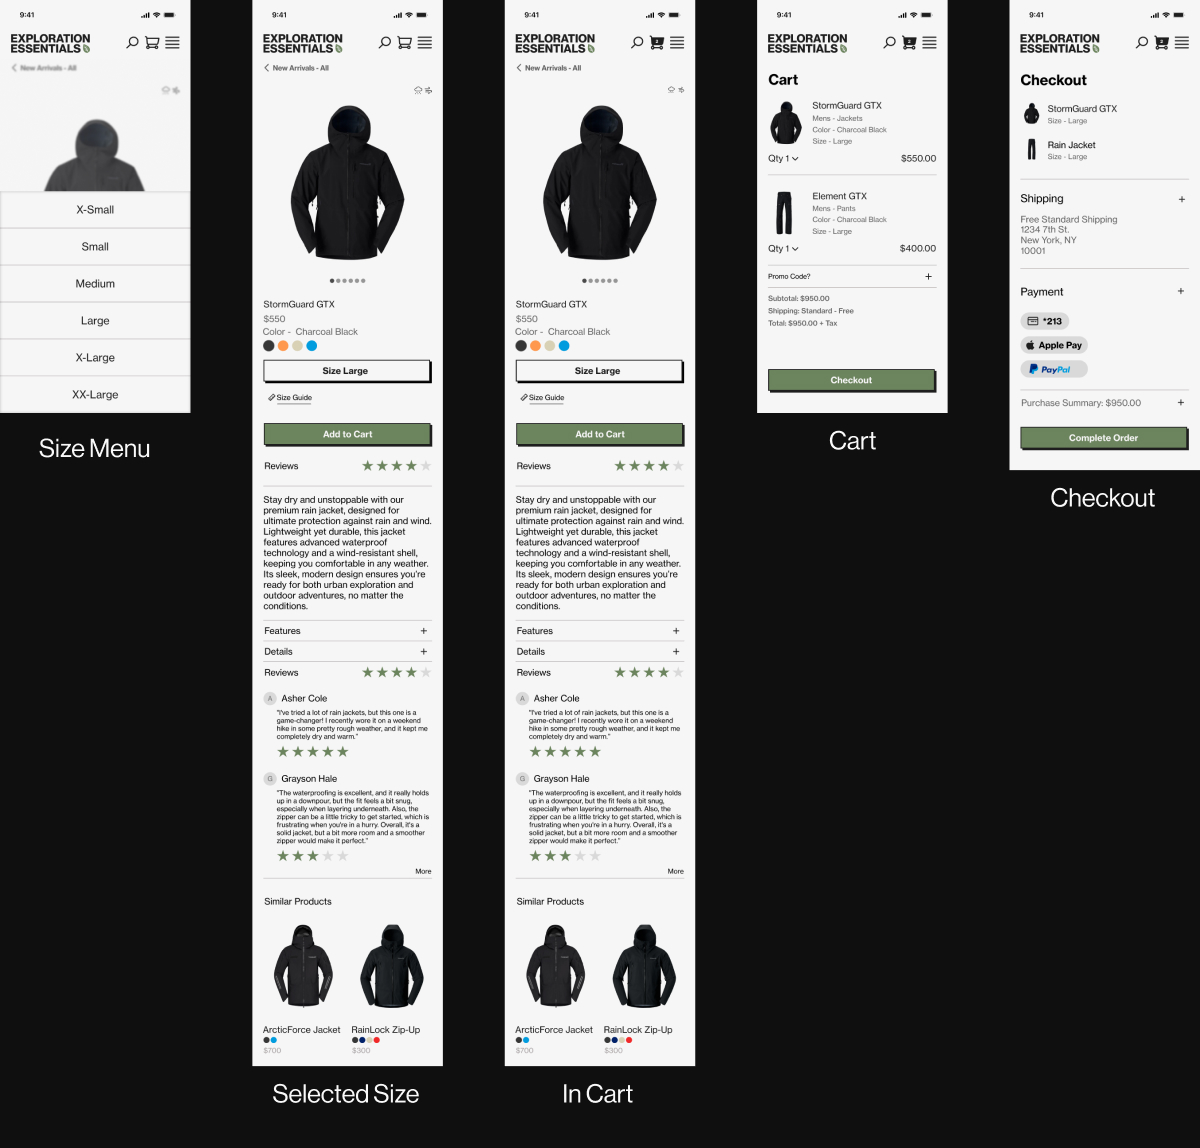 9:41
EXPLORATION
ESSENTIALS
New Arrivals - All
X-Small
Small
Medium
Large
X-Large
XX-Large
Size Menu
9:41
EXPLORATION
ESSENTIALS
New Arrivals - All
StormGuard GTX
$550
Color - Charcoal Black
Size Large
Size Guide
Add to Cart
Reviews
Stay dry and unstoppable with our
premium rain jacket, designed for
ultimate protection against rain and wind.
Lightweight yet durable, this jacket
features advanced waterproof
technology and a wind-resistant shell,
keeping you comfortable in any weather.
Its sleek, modern design ensures you're
ready for both urban exploration and
outdoor adventures, no matter the
conditions.
Features +
Details +
Reviews
A Asher Cole
"I've tried a lot of rain jackets, but this one is a
game-changer! I recently wore it on a weekend
hike in some pretty rough weather, and it kept me
completely dry and warm."
G Grayson Hale
"The waterproofing is excellent, and it really holds
up in a downpour, but the fit feels a bit snug,
especially when layering underneath. Also, the
zipper can be a little tricky to get started, which is
frustrating when you're in a hurry. Overall, it's a
solid jacket, but a bit more room and a smoother
zipper would make it perfect."
More
Similar Products
ArcticForce Jacket RainLock Zip-Up
$700 $300
Selected Size
9:41
EXPLORATION
ESSENTIALS
New Arrivals - All
StormGuard GTX
$550
Color - Charcoal Black
Size Large
Size Guide
Add to Cart
Reviews
Stay dry and unstoppable with our
premium rain jacket, designed for
ultimate protection against rain and wind.
Lightweight yet durable, this jacket
features advanced waterproof
technology and a wind-resistant shell,
keeping you comfortable in any weather.
Its sleek, modern design ensures you're
ready for both urban exploration and
outdoor adventures, no matter the
conditions.
Features +
Details +
Reviews
A Asher Cole
"I've tried a lot of rain jackets, but this one is a
game-changer! I recently wore it on a weekend
hike in some pretty rough weather, and it kept me
completely dry and warm."
G Grayson Hale
"The waterproofing is excellent, and it really holds
up in a downpour, but the fit feels a bit snug,
especially when layering underneath. Also, the
zipper can be a little tricky to get started, which is
frustrating when you're in a hurry. Overall, it's a
solid jacket, but a bit more room and a smoother
zipper would make it perfect."
More
Similar Products
ArcticForce Jacket RainLock Zip-Up
$700 $300
In Cart
9:41
EXPLORATION
ESSENTIALS
Cart
StormGuard GTX
Mens - Jackets
Color - Charcoal Black
Size - Large
Qty 1 $550.00
Element GTX
Mens - Pants
Color - Charcoal Black
Size - Large
Qty 1 $400.00
Promo Code? +
Subtotal: $950.00
Shipping: Standard - Free
Total: $950.00 + Tax
Checkout
Cart
9:41
EXPLORATION
ESSENTIALS
Checkout
StormGuard GTX
Size - Large
Rain Jacket
Size - Large
Shipping +
Free Standard Shipping
1234 7th St.
New York, NY
10001
Payment +
*213
Apple Pay
PayPal
Purchase Summary: $950.00 +
Complete Order
Checkout